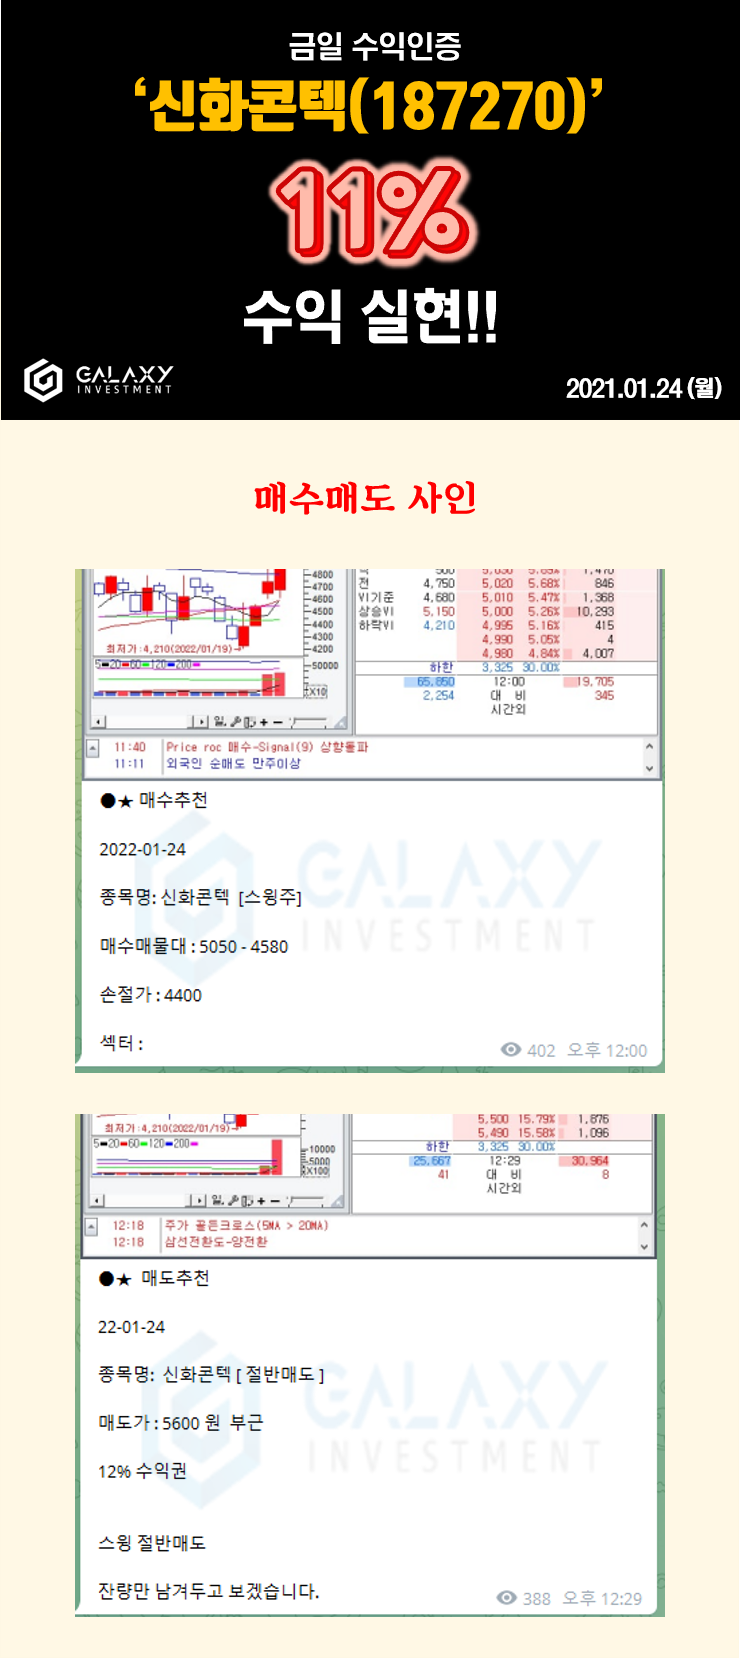 금일 수익인증
‘신화콘텍(187270)’
11%
수익 실현!!
GALAXY
INVESTMENT
2021.01.24 (월)
매수매도 사인
4800
4700
4600
4500
4400
4300
4200
최저가:4,210(2022/01/19)→
5 20 60 120 200
50000
X10
전 4,750 5,020 5.68% 846
VI기준 4,680 5,010 5.47% 1,368
상승VI 5,150 5,000 5.26% 10,293
하락VI 4,210 4,995 5.16% 415
4,990 5.05% 4
4,980 4.84% 4,007
하한 3,325 30.00%
65,850 12:00 19,705
2,254 대 비 345
시간외
11:40 Price roc 매수-Signal(9) 상향돌파
11:11 외국인 순매도 만주이상
●★ 매수추천
2022-01-24
종목명: 신화콘텍 [스윙주]
매수매물대 : 5050 - 4580
손절가 : 4400
섹터 :
402 오후 12:00
GALAXY
INVESTMENT
최저가:4,210(2022/01/19)→
5 20 60 120 200
10000
5000
X100
5,500 15.79% 1,876
5,490 15.58% 1,096
하한 3,325 30.00%
25,667 12:29 30,964
41 대 비 8
시간외
12:18 주가 골든크로스(5MA > 20MA)
12:18 삼선전환도-양전환
●★ 매도추천
22-01-24
종목명: 신화콘텍 [ 절반매도 ]
매도가 : 5600 원 부근
12% 수익권
스윙 절반매도
잔량만 남겨두고 보겠습니다.
388 오후 12:29
GALAXY
INVESTMENT